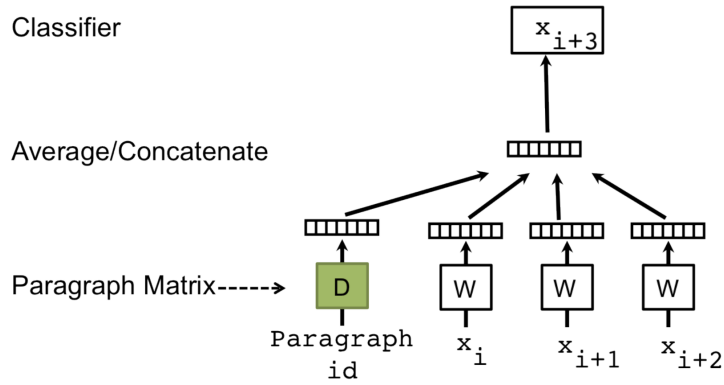 Classifier
x_{i+3}
Average/Concatenate
Paragraph Matrix
D
W
W
W
Paragraph
id
x_i
x_{i+1}
x_{i+2}